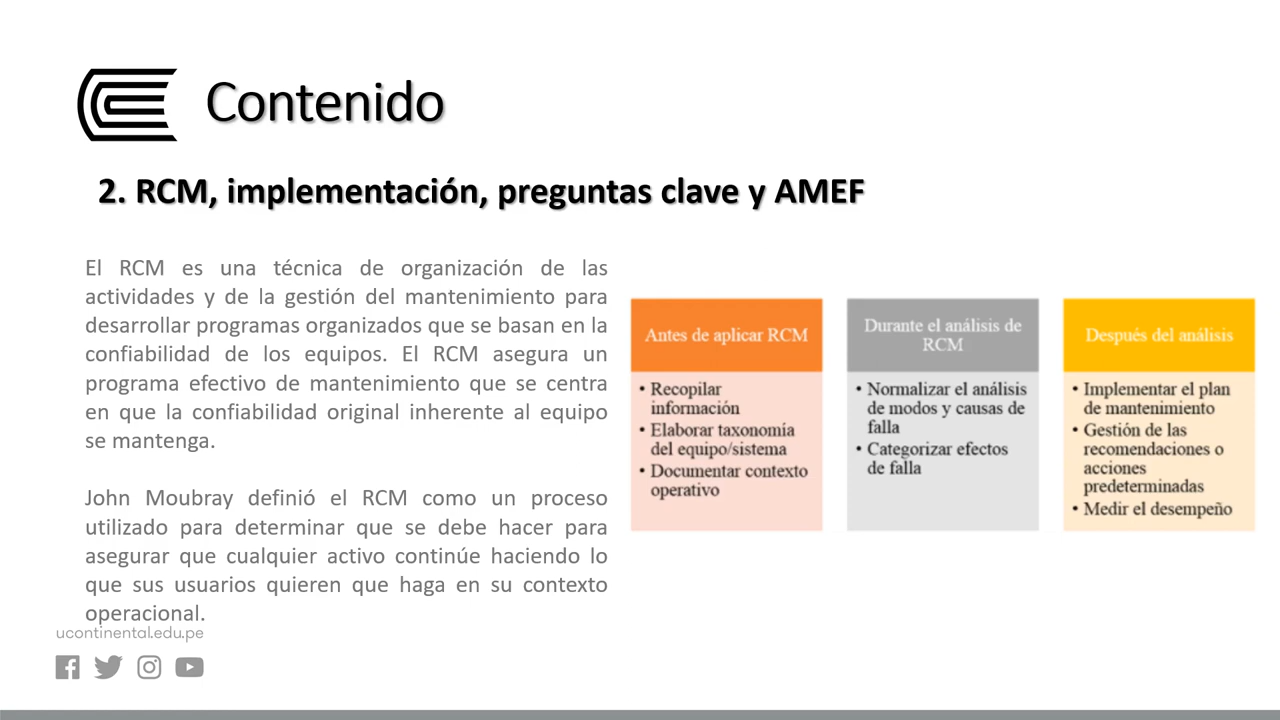 Contenido
2. RCM, implementación, preguntas clave y AMEF
El RCM es una técnica de organización de las
actividades y de la gestión del mantenimiento para
desarrollar programas organizados que se basan en la
confiabilidad de los equipos. El RCM asegura un
programa efectivo de mantenimiento que se centra
en que la confiabilidad original inherente al equipo
se mantenga.
John Moubray definió el RCM como un proceso
utilizado para determinar que se debe hacer para
asegurar que cualquier activo continúe haciendo lo
que sus usuarios quieren que haga en su contexto
operacional.
Antes de aplicar RCM
• Recopilar
información
• Elaborar taxonomía
del equipo/sistema
• Documentar contexto
operativo
Durante el análisis de
RCM
• Normalizar el análisis
de modos y causas de
falla
• Categorizar efectos
de falla
Después del análisis
• Implementar el plan
de mantenimiento
• Gestión de las
recomendaciones o
acciones
predeterminadas
• Medir el desempeño
ucontinental.edu.pe